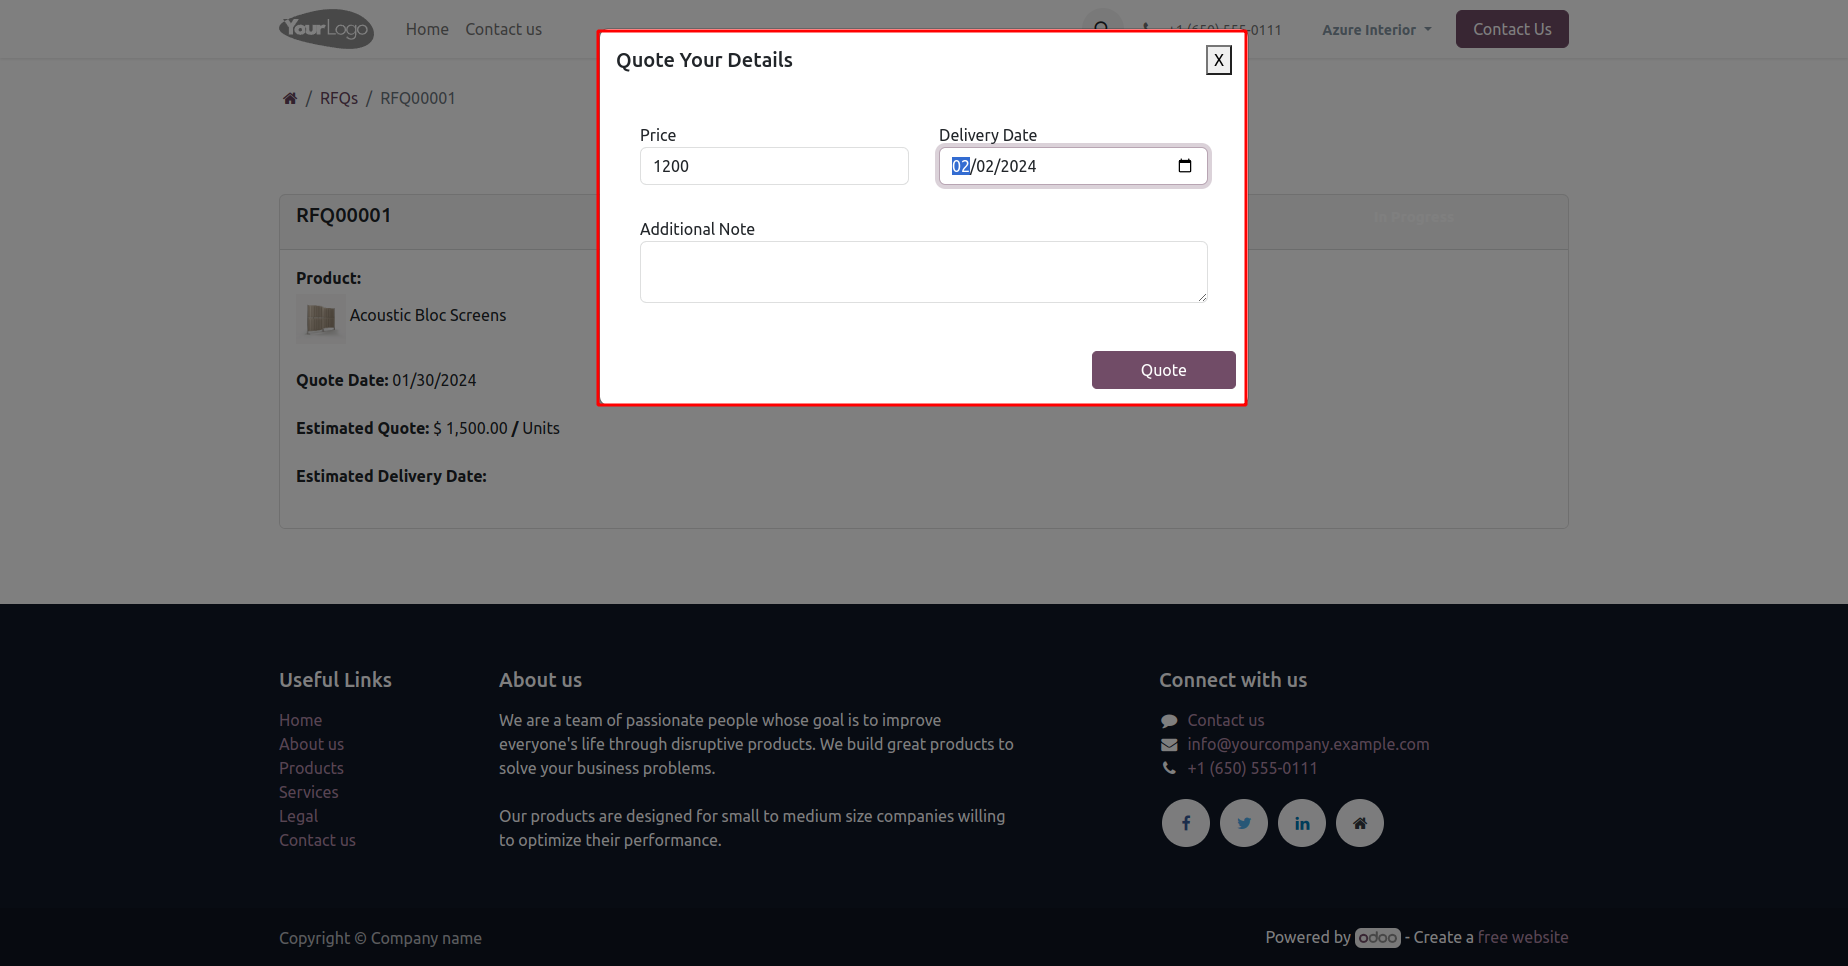 YourLogo
Home
Contact us
+1 (650) 555-0111
Azure Interior
Contact Us
Quote Your Details
X
/ RFQs / RFQ00001
Price
Delivery Date
1200
02/02/2024
RFQ00001
In Progress
Additional Note
Product:
Acoustic Bloc Screens
Quote
Quote Date: 01/30/2024
Estimated Quote: $ 1,500.00 / Units
Estimated Delivery Date:
Useful Links
Home
About us
Products
Services
Legal
Contact us
About us
We are a team of passionate people whose goal is to improve
everyone's life through disruptive products. We build great products to
solve your business problems.
Our products are designed for small to medium size companies willing
to optimize their performance.
Connect with us
Contact us
info@yourcompany.example.com
+1 (650) 555-0111
Copyright © Company name
Powered by odoo - Create a free website